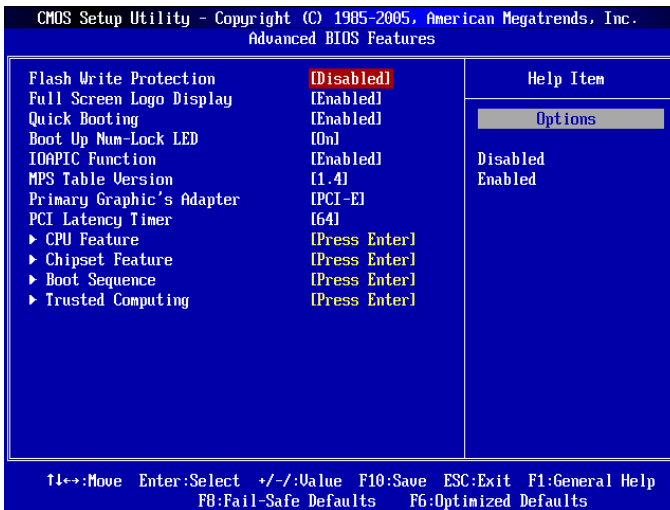 CMOS Setup Utility - Copyright (C) 1985-2005, American Megatrends, Inc.
Advanced BIOS Features
Flash Write Protection [Disabled]
Full Screen Logo Display [Enabled]
Quick Booting [Enabled]
Boot Up Num-Lock LED [On]
IOAPIC Function [Enabled]
MPS Table Version [1.4]
Primary Graphic's Adapter [PCI-E]
PCI Latency Timer [64]
▶ CPU Feature [Press Enter]
▶ Chipset Feature [Press Enter]
▶ Boot Sequence [Press Enter]
▶ Trusted Computing [Press Enter]
Help Item
Options
Disabled
Enabled
↑↓←→:Move Enter:Select +/-/:Value F10:Save ESC:Exit F1:General Help
F8:Fail-Safe Defaults F6:Optimized Defaults